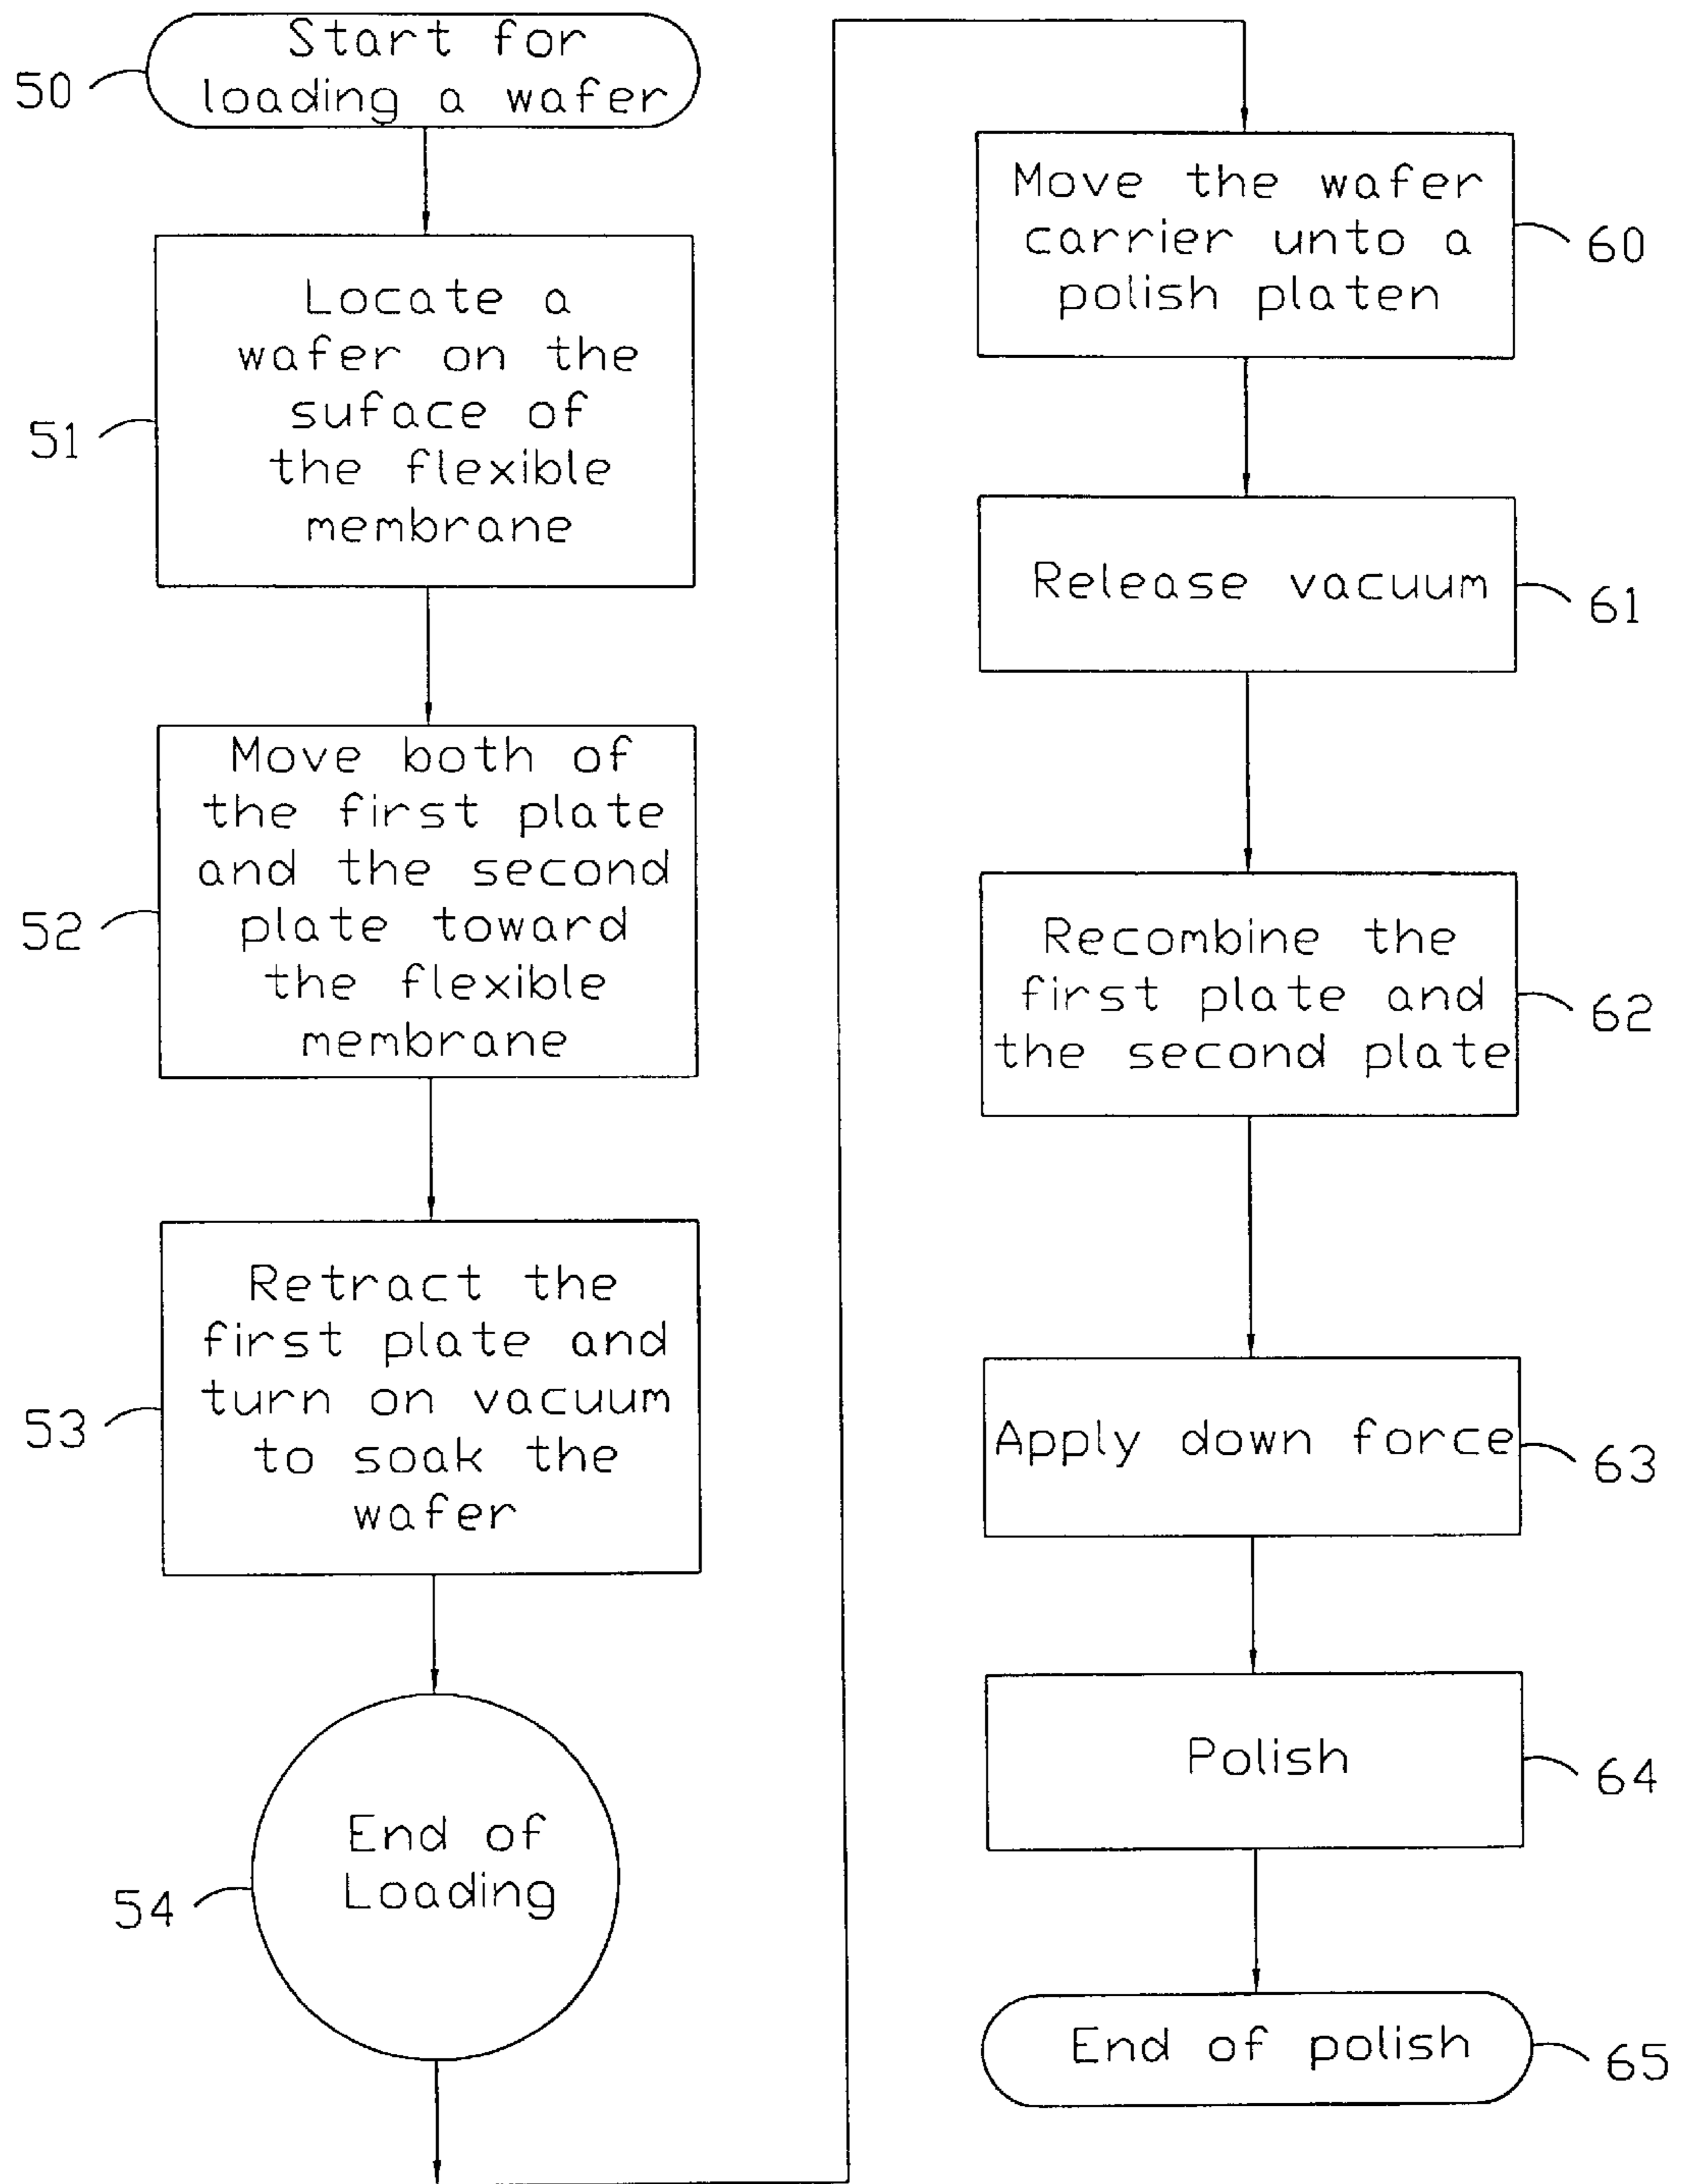 Start for
loading a wafer
50
Locate a
wafer on the
suface of
the flexible
membrane
51
Move both of
the first plate
and the second
plate toward
the flexible
membrane
52
Retract the
first plate and
turn on vacuum
to soak the
wafer
53
End of
Loading
54
Move the wafer
carrier unto a
polish platen
60
Release vacuum
61
Recombine the
first plate and
the second plate
62
Apply down force
63
Polish
64
End of polish
65